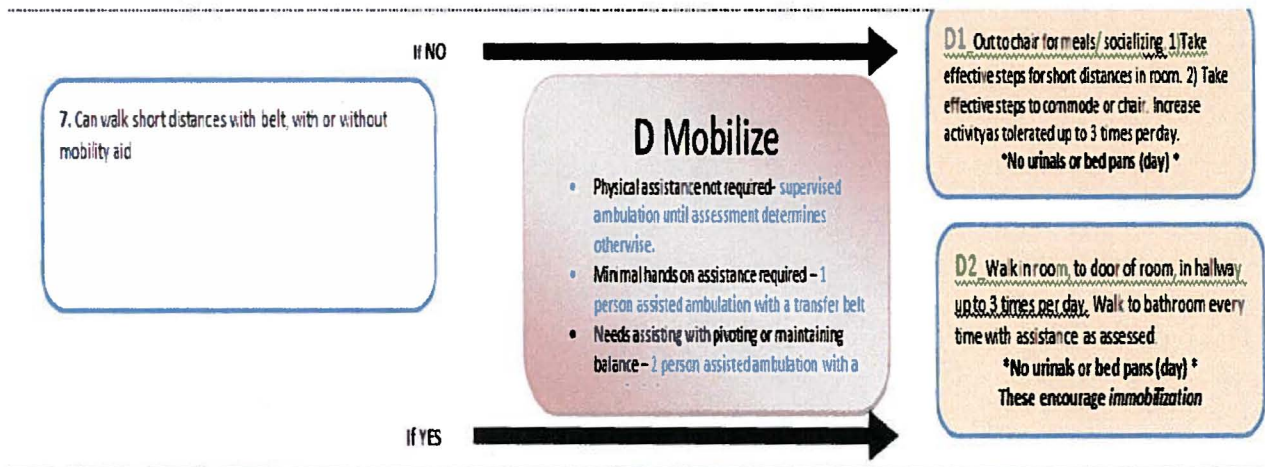 If NO
7. Can walk short distances with belt, with or without
mobility aid
D Mobilize
• Physical assistance not required- supervised
ambulation until assessment determines
otherwise.
• Minimal hands on assistance required – 1
person assisted ambulation with a transfer belt
• Needs assisting with pivoting or maintaining
balance – 2 person assisted ambulation with a
If YES
D1 Out to chair for meals/ socializing 1)Take
effective steps for short distances in room. 2) Take
effective steps to commode or chair. Increase
activity as tolerated up to 3 times per day.
*No urinals or bed pans (day) *
D2 Walk in room, to door of room, in hallway
up to 3 times per day. Walk to bathroom every
time with assistance as assessed
*No urinals or bed pans (day) *
These encourage immobilization